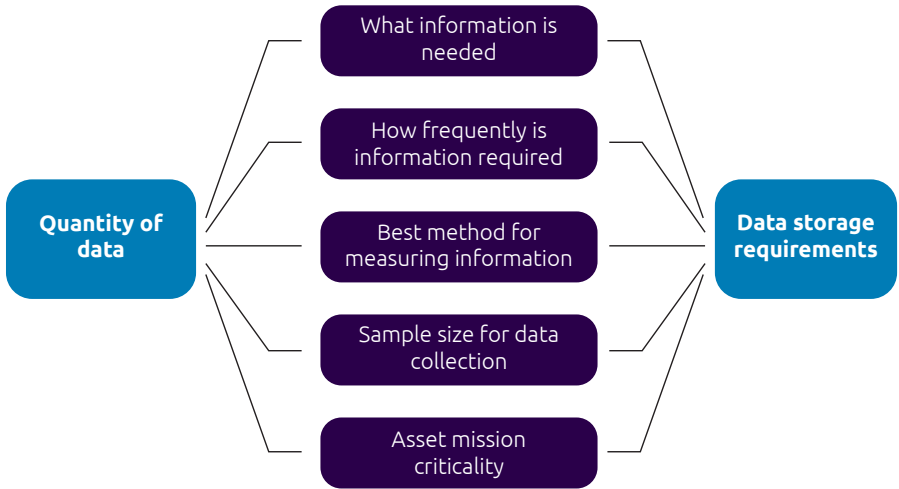 What information is
needed
How frequently is
information required
Quantity of
data
Best method for
measuring information
Data storage
requirements
Sample size for data
collection
Asset mission
criticality